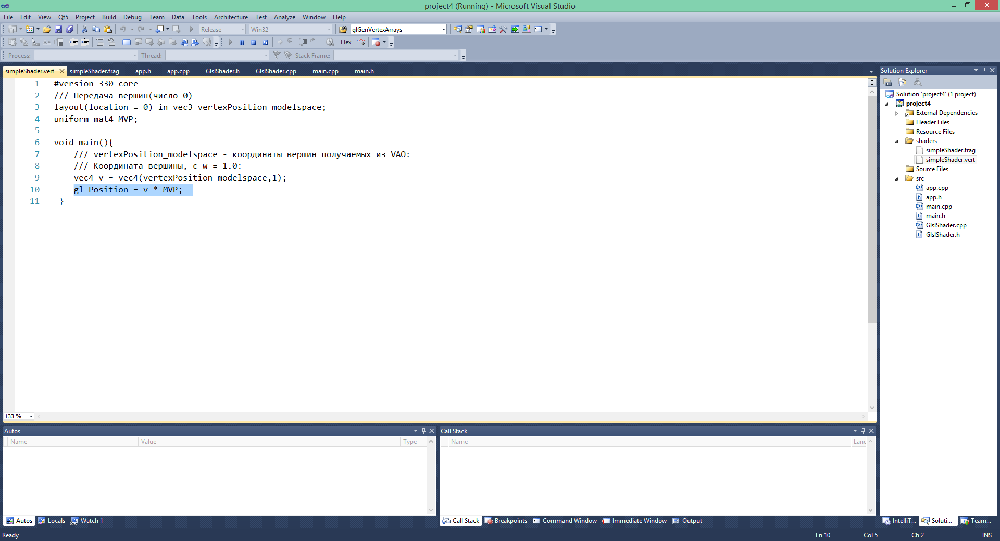 project4 (Running) - Microsoft Visual Studio
File Edit View Qt5 Project Build Debug Team Data Tools Architecture Test Analyze Window Help
Release Win32 glGenVertexArrays
Hex
Process: Thread: Stack Frame:
simpleShader.vert simpleShader.frag app.h app.cpp GlslShader.h GlslShader.cpp main.cpp main.h
1 #version 330 core
2 /// Передача вершин(число 0)
3 layout(location = 0) in vec3 vertexPosition_modelspace;
4 uniform mat4 MVP;
5
6 void main(){
7 /// vertexPosition_modelspace - координаты вершин получаемых из VAO:
8 /// Координата вершины, с w = 1.0:
9 vec4 v = vec4(vertexPosition_modelspace,1);
10 gl_Position = v * MVP;
11 }
133 %
Solution Explorer
Solution 'project4' (1 project)
project4
External Dependencies
Header Files
Resource Files
shaders
simpleShader.frag
simpleShader.vert
Source Files
src
app.cpp
app.h
main.cpp
main.h
GlslShader.cpp
GlslShader.h
Autos
Name Value Type
Autos Locals Watch 1
Call Stack
Name Lang
Call Stack Breakpoints Command Window Immediate Window Output
IntelliT... Soluti... Team...
Ready Ln 10 Col 5 Ch 2 INS